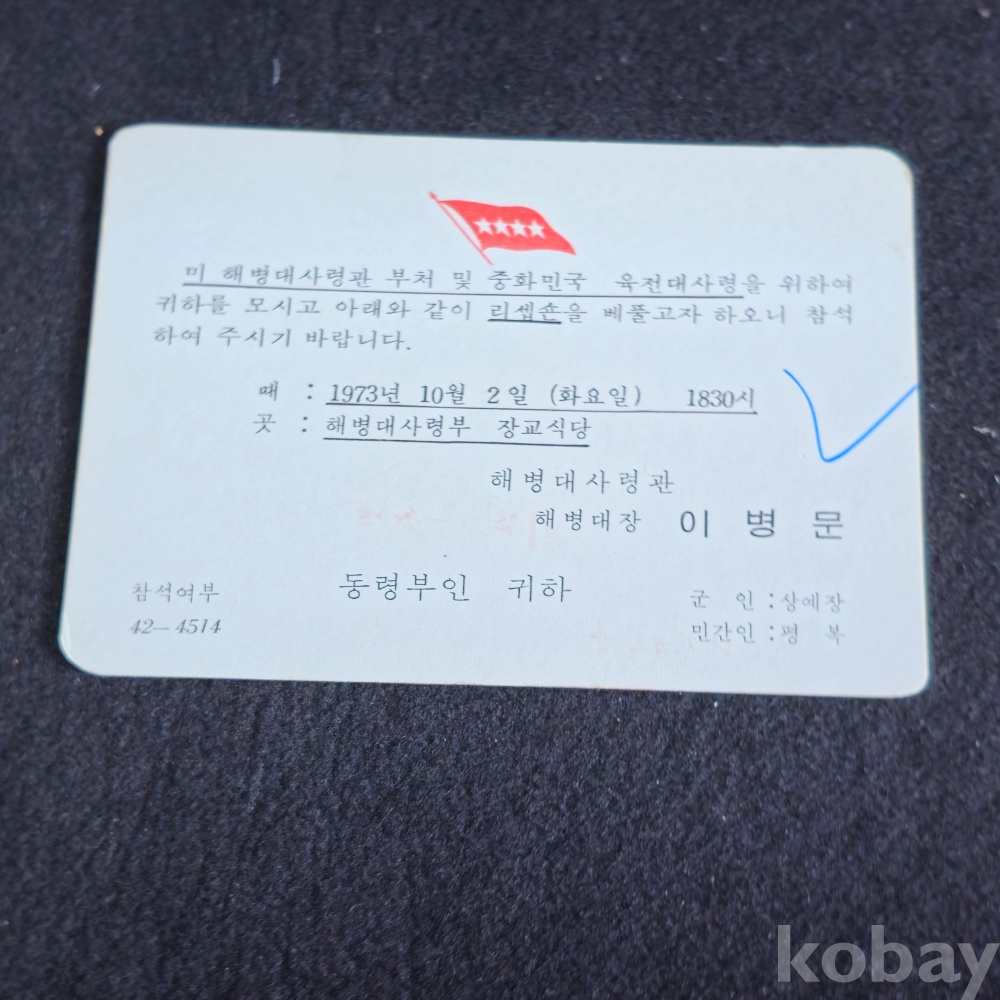 미 해병대사령관 부처 및 중화민국 육전대사령을 위하여
귀하를 모시고 아래와 같이 리셉숀을 베풀고자 하오니 참석
하여 주시기 바랍니다.
때 : 1973년 10월 2일 (화요일) 1830시
곳 : 해병대사령부 장교식당
해병대사령관
해병대장 이 병 문
동령부인 귀하
참석여부
42—4514
군 인 : 상예장
민간인 : 평 복
kobay